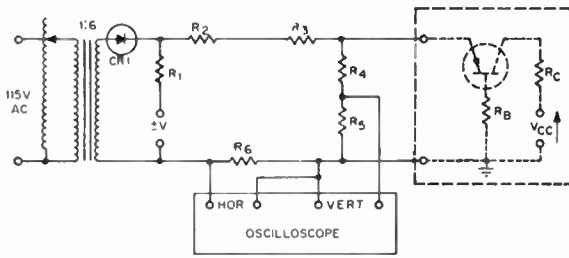 1:6
R2
R3
CR1
R1
R4
RC
115V
AC
±V
R5
RB
VCC
R6
HOR
VERT
OSCILLOSCOPE